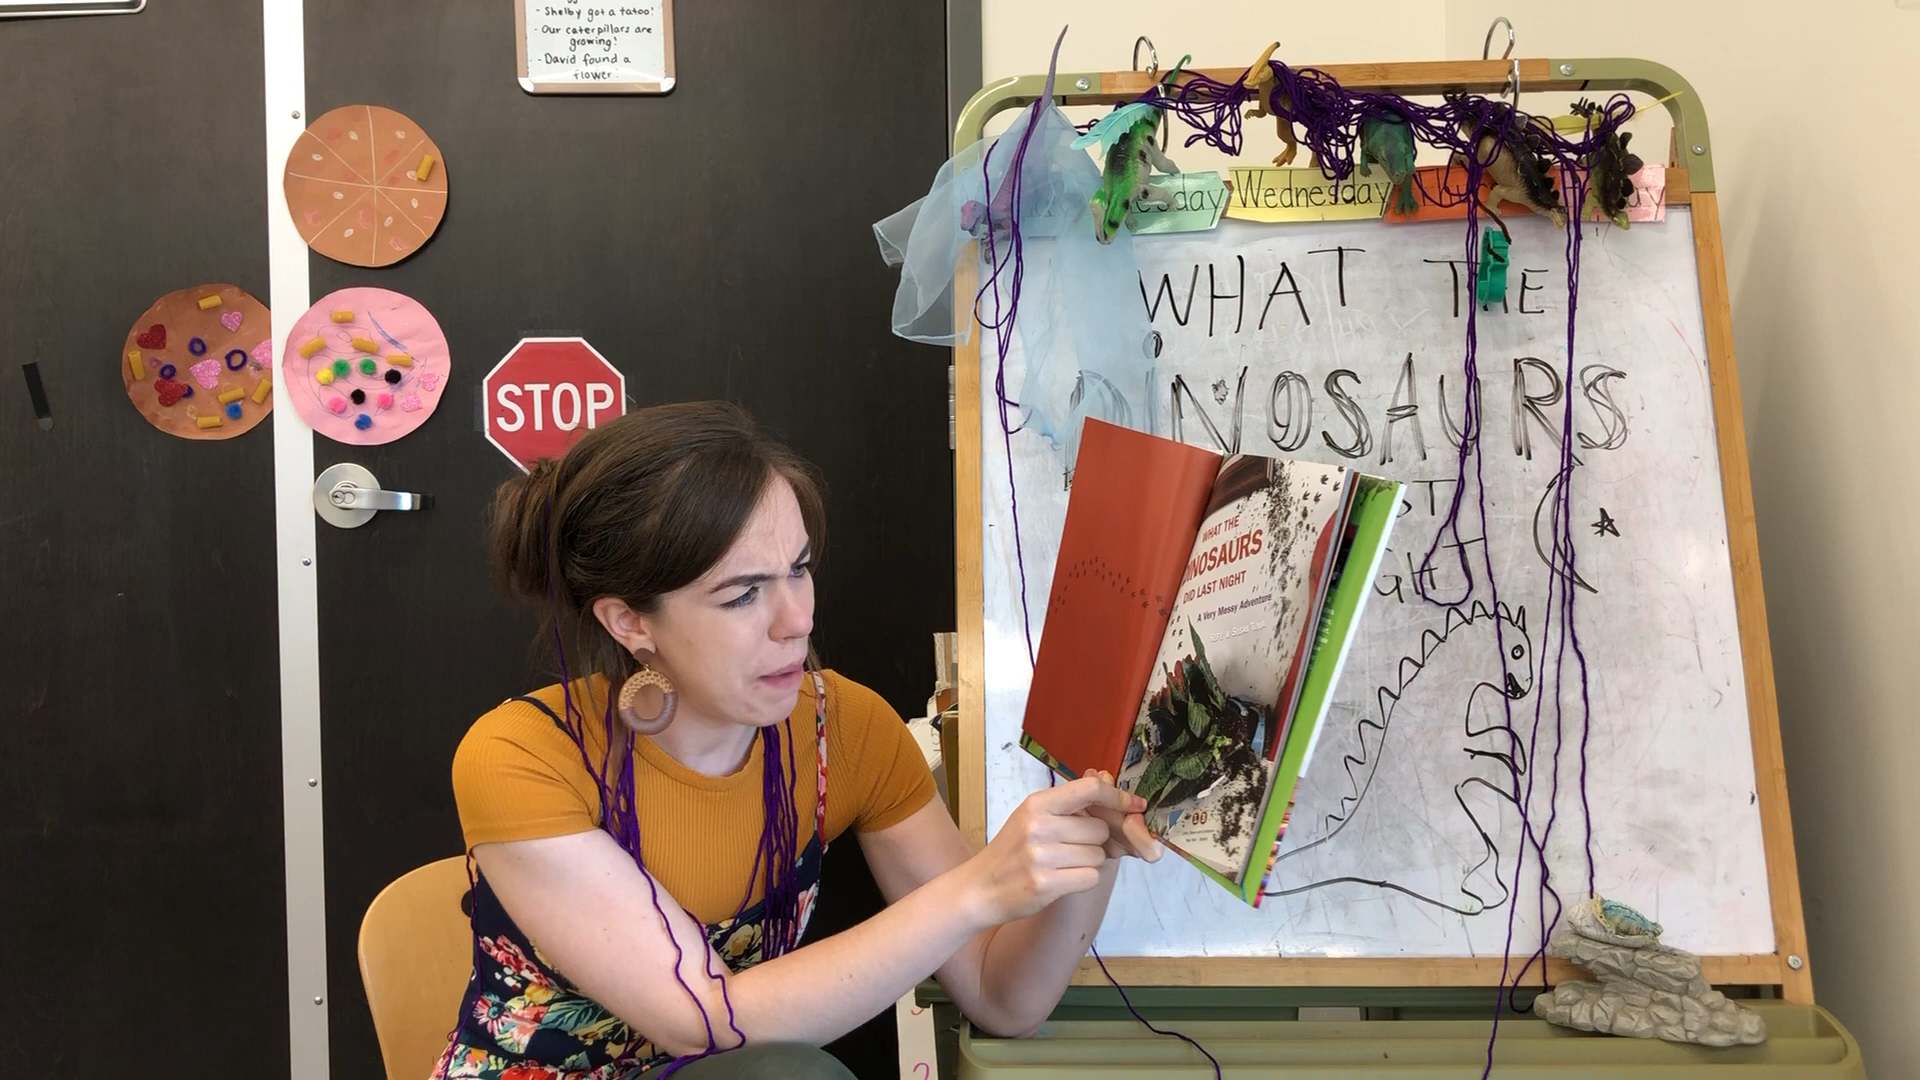 - Shelby got a tatoo!
- Our caterpillars are
growing!
- David found a
flower!
STOP
Wednesday
WHAT THE
DINOSAURS
WHAT THE
DINOSAURS
DID LAST NIGHT
A Very Messy Adventure